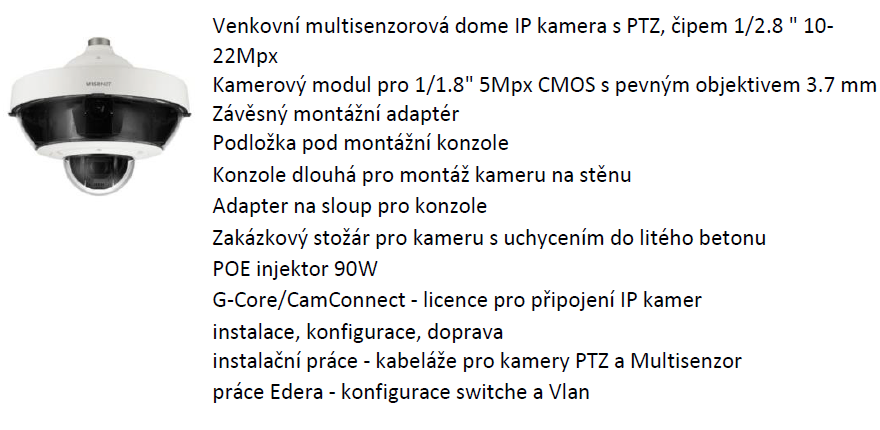 WISENET
Venkovní multisenzorová dome IP kamera s PTZ, čipem 1/2.8 " 10-
22Mpx
Kamerový modul pro 1/1.8" 5Mpx CMOS s pevným objektivem 3.7 mm
Závěsný montážní adaptér
Podložka pod montážní konzole
Konzole dlouhá pro montáž kameru na stěnu
Adapter na sloup pro konzole
Zakázkový stožár pro kameru s uchycením do litého betonu
POE injektor 90W
G-Core/CamConnect - licence pro připojení IP kamer
instalace, konfigurace, doprava
instalační práce - kabeláže pro kamery PTZ a Multisenzor
práce Edera - konfigurace switche a Vlan